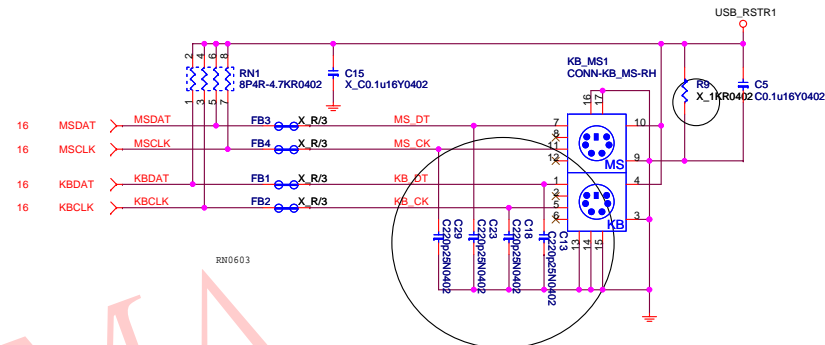 USB_RSTR1
2
4
6
8
RN1
8P4R-4.7KR0402
C15
X_C0.1u16Y0402
KB_MS1
CONN-KB_MS-RH
R9
X_1KR0402
C5
C0.1u16Y0402
1
3
5
7
16
17
16 MSDAT MSDAT FB3 X_R/3 MS_DT 7 10
8
16 MSCLK MSCLK FB4 X_R/3 MS_CK 11
12 MS 9
16 KBDAT KBDAT FB1 X_R/3 KB_DT 1 4
2
16 KBCLK KBCLK FB2 X_R/3 KB_CK 5
6 KB 3
C29
C220p25N0402
C23
C220p25N0402
C18
C220p25N0402
C13
C220p25N0402
13
14
15
RN0603